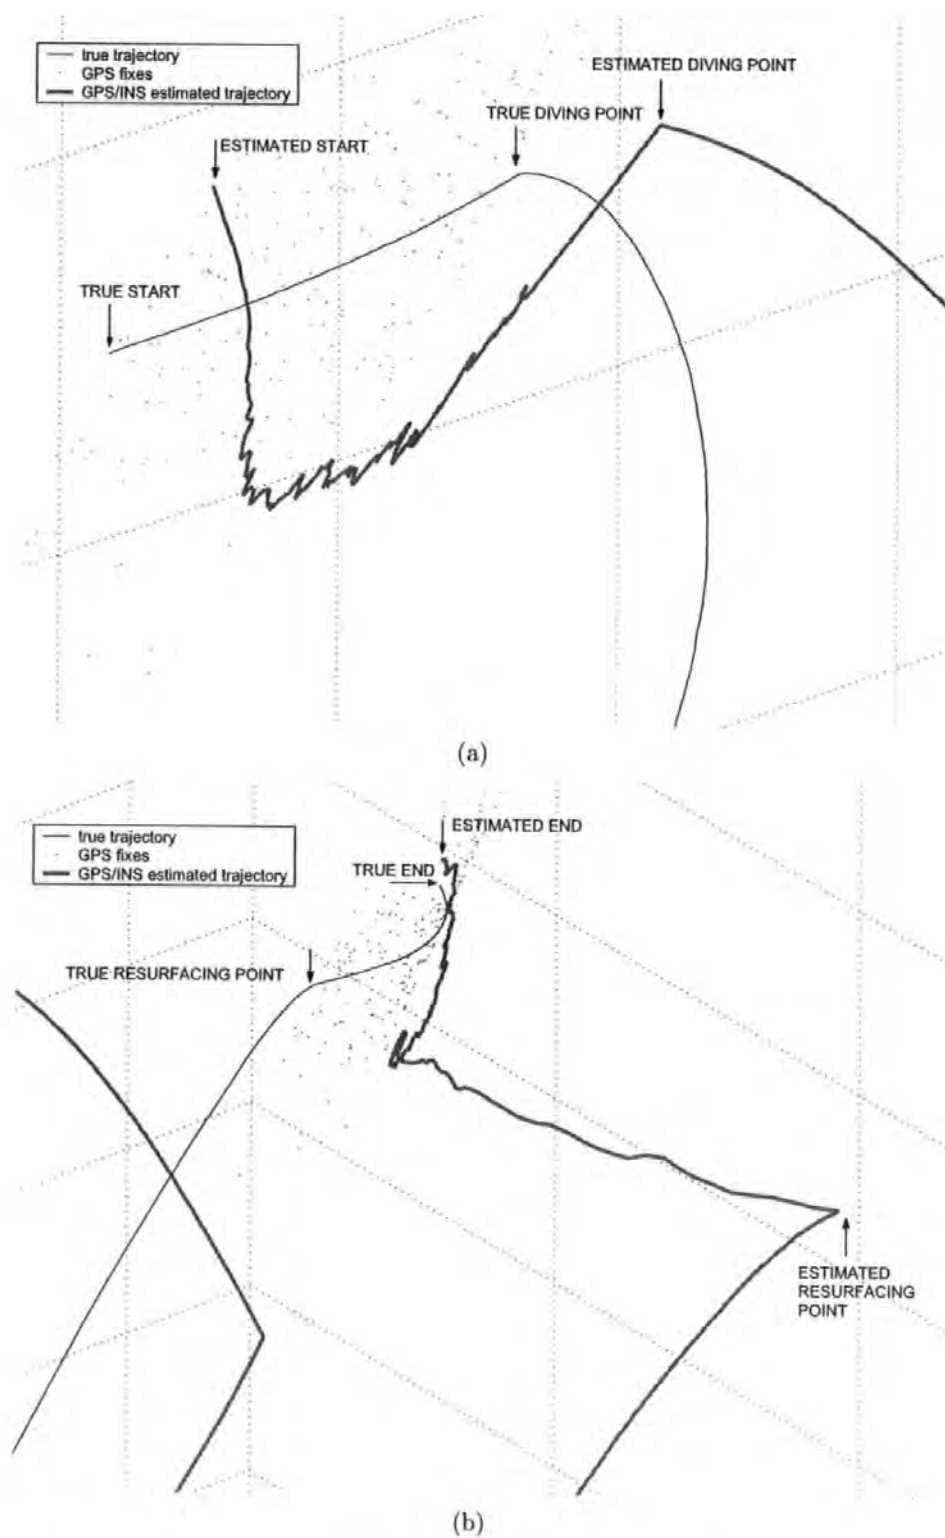 true trajectory
GPS fixes
GPS/INS estimated trajectory
ESTIMATED DIVING POINT
TRUE DIVING POINT
ESTIMATED START
TRUE START
(a)
true trajectory
GPS fixes
GPS/INS estimated trajectory
ESTIMATED END
TRUE END
TRUE RESURFACING POINT
ESTIMATED
RESURFACING
POINT
(b)